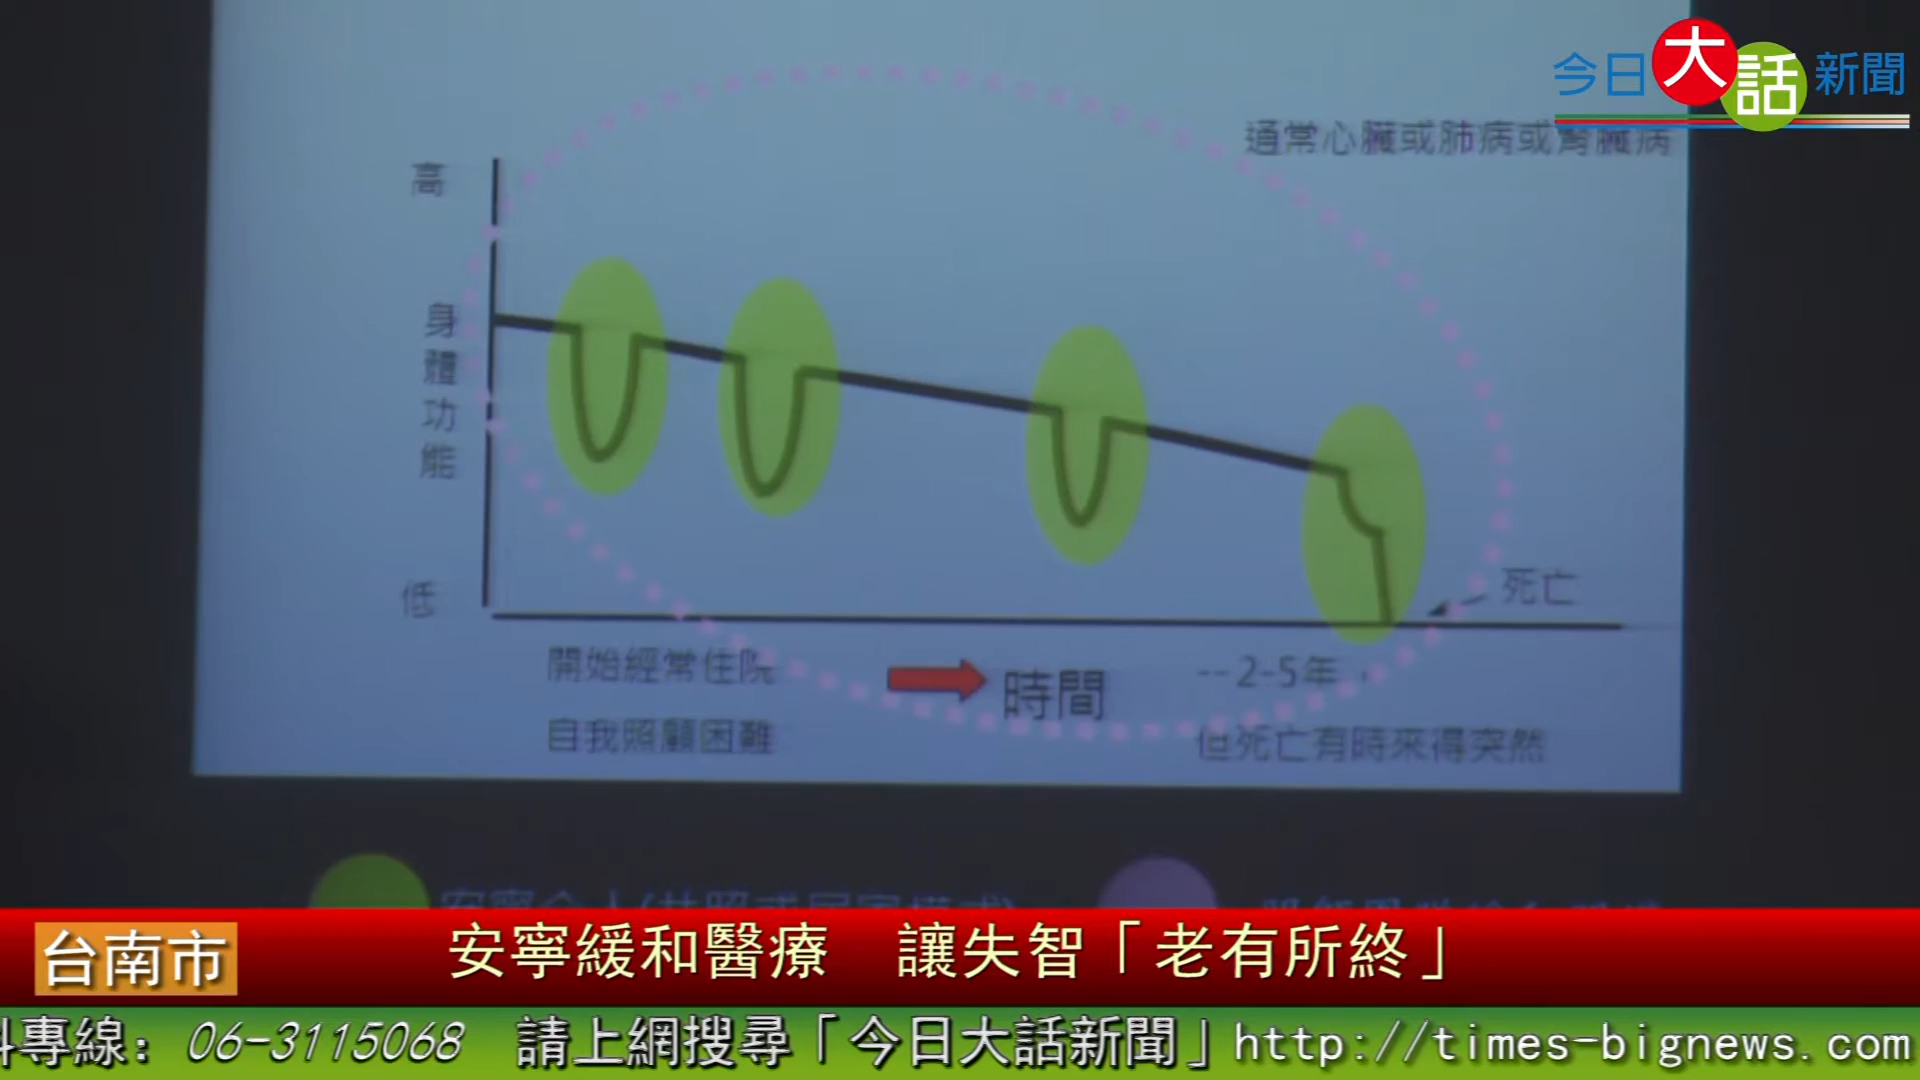 今日大話新聞
通常心臟或肺病或腎臟病
高
身體功能
低
死亡
開始經常住院
時間
--2-5年
自我照顧困難
但死亡有時來得突然
台南市
安寧緩和醫療 讓失智「老有所終」
專線：06-3115068 請上網搜尋「今日大話新聞」http://times-bignews.com